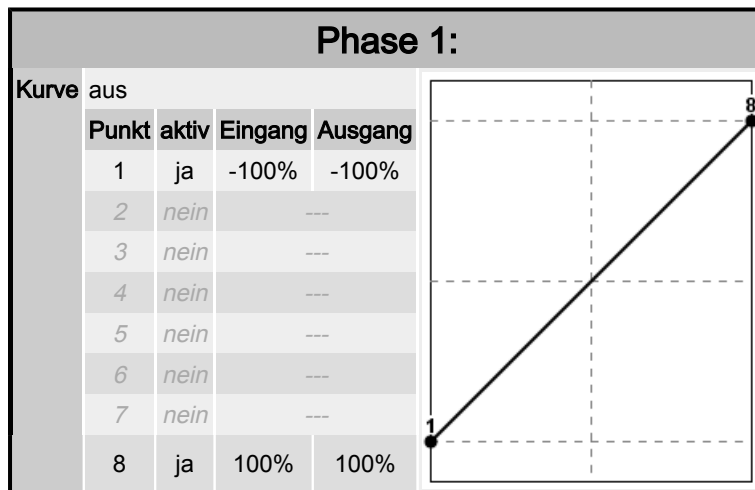 Phase 1:
Kurve aus
Punkt aktiv Eingang Ausgang
1 ja -100% -100%
2 nein ---
3 nein ---
4 nein ---
5 nein ---
6 nein ---
7 nein ---
8 ja 100% 100%
8
1